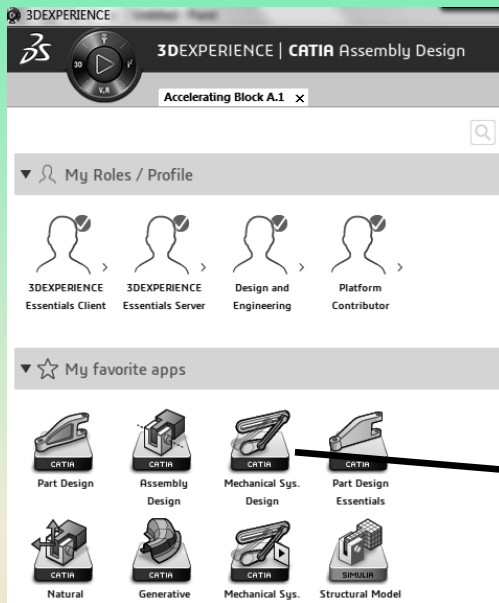 3DEXPERIENCE
3DEXPERIENCE | CATIA Assembly Design
3D
V.R
Accelerating Block A.1 x
My Roles / Profile
3DEXPERIENCE Essentials Client
3DEXPERIENCE Essentials Server
Design and Engineering
Platform Contributor
My favorite apps
CATIA CATIA CATIA CATIA
Part Design
Assembly Design
Mechanical Sys. Design
Part Design Essentials
CATIA CATIA CATIA SIMULIA
Natural Generative Mechanical Sys. Structural Model